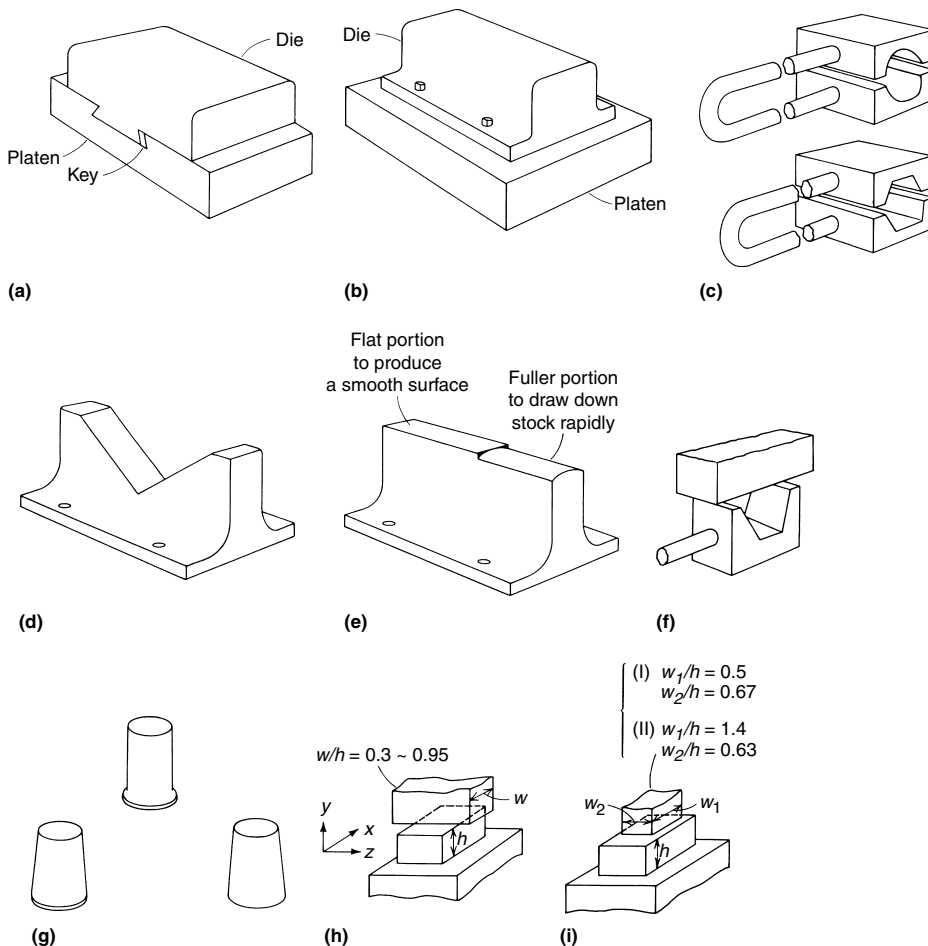 Die
Platen
Key
(a)
Die
Platen
(b)
(c)
(d)
Flat portion
to produce
a smooth surface
Fuller portion
to draw down
stock rapidly
(e)
(f)
(g)
w/h = 0.3 ~ 0.95
w
y
x
z
h
(h)
(I) w1/h = 0.5
w2/h = 0.67
(II) w1/h = 1.4
w2/h = 0.63
w2
w1
h
(i)